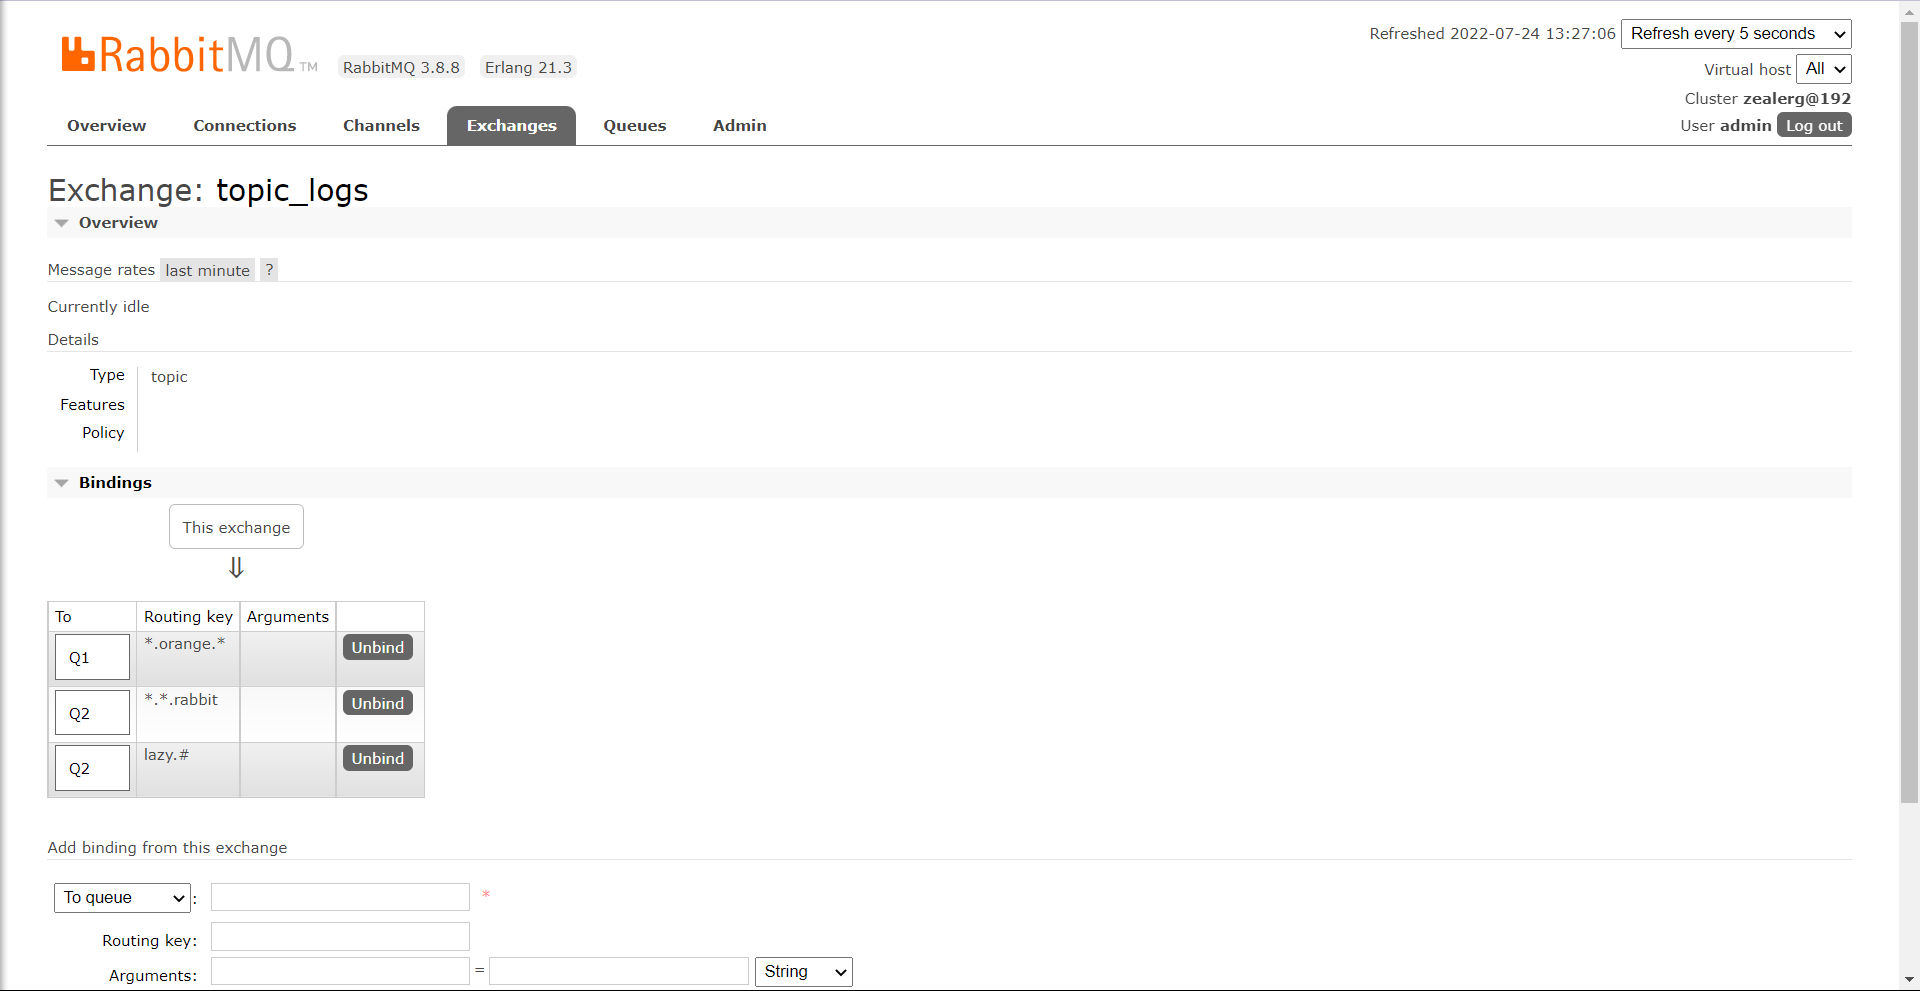 RabbitMQ TM
RabbitMQ 3.8.8
Erlang 21.3
Refreshed 2022-07-24 13:27:06 Refresh every 5 seconds
Virtual host All
Cluster zealerg@192
User admin Log out
Overview Connections Channels Exchanges Queues Admin
Exchange: topic_logs
Overview
Message rates last minute ?
Currently idle
Details
Type topic
Features
Policy
Bindings
This exchange
⇓
To Routing key Arguments
Q1 *.orange.* Unbind
Q2 *.*.rabbit Unbind
Q2 lazy.# Unbind
Add binding from this exchange
To queue : *
Routing key:
Arguments: = String